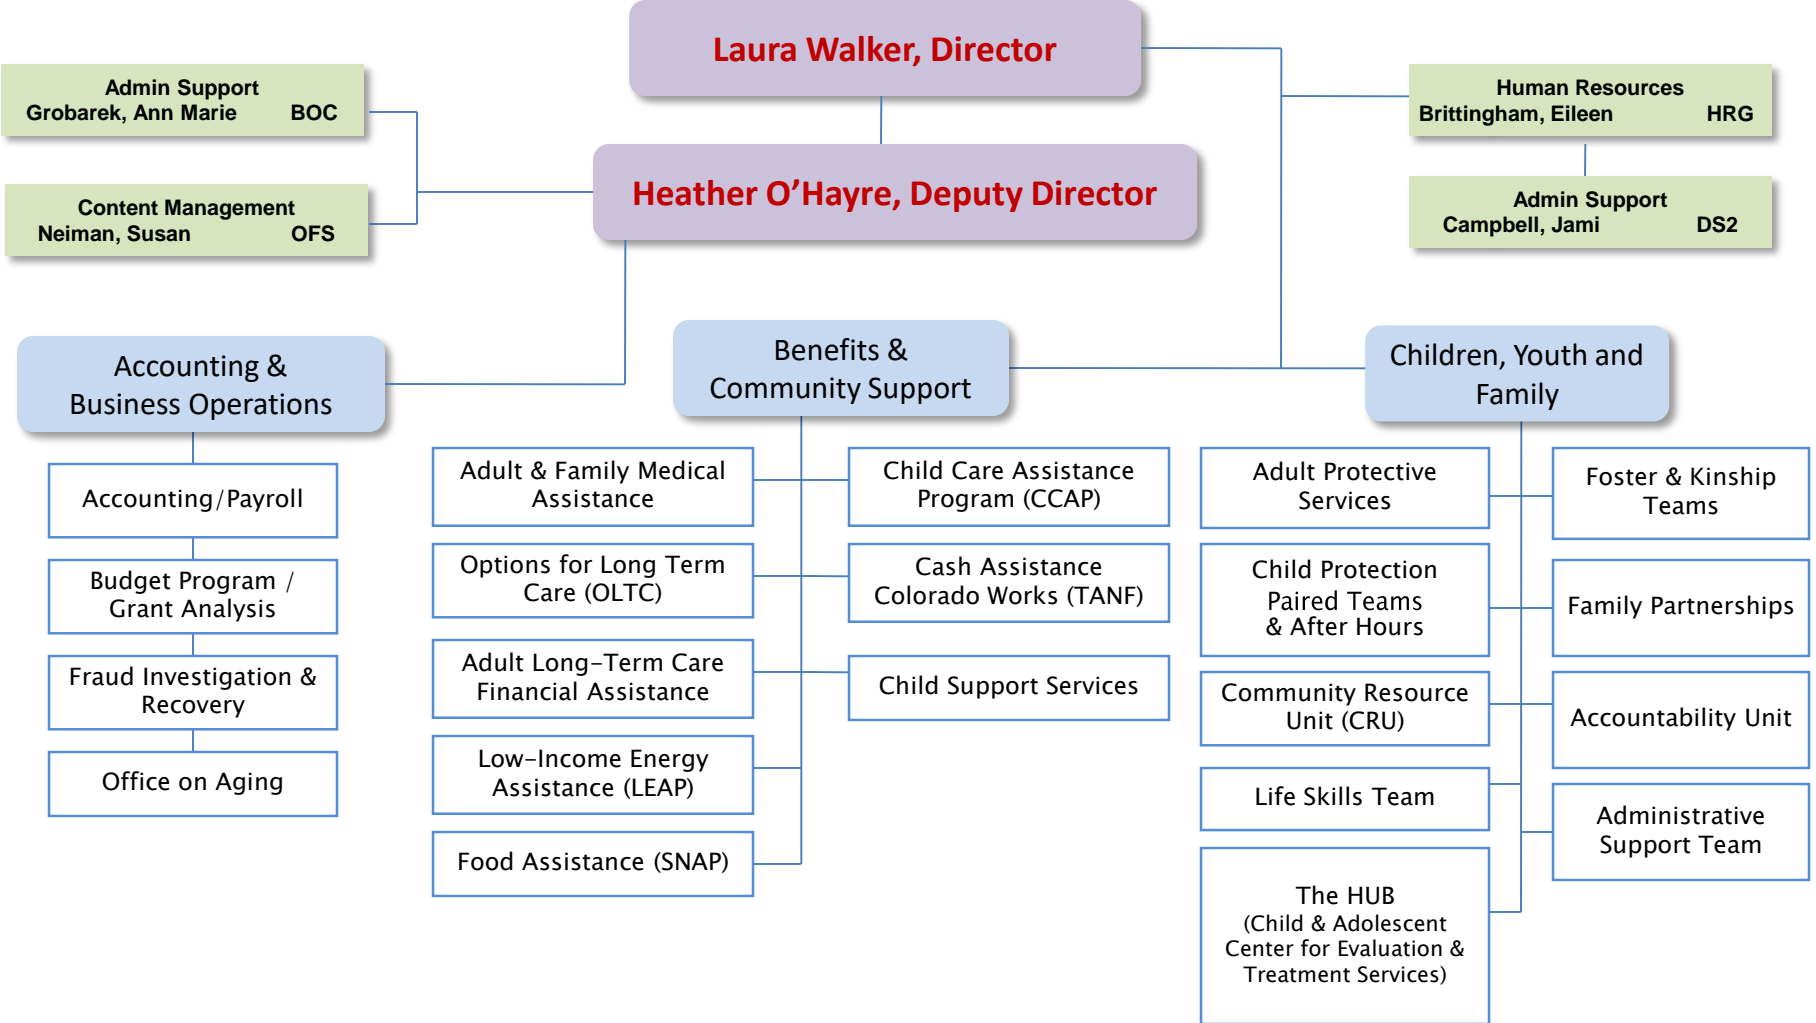 Laura Walker, Director
Admin Support
Grobarek, Ann Marie BOC
Human Resources
Brittingham, Eileen HRG
Heather O’Hayre, Deputy Director
Content Management
Neiman, Susan OFS
Admin Support
Campbell, Jami DS2
Accounting &
Business Operations
Accounting/Payroll
Budget Program /
Grant Analysis
Fraud Investigation &
Recovery
Office on Aging
Benefits &
Community Support
Adult & Family Medical
Assistance
Options for Long Term
Care (OLTC)
Adult Long-Term Care
Financial Assistance
Low-Income Energy
Assistance (LEAP)
Food Assistance (SNAP)
Child Care Assistance
Program (CCAP)
Cash Assistance
Colorado Works (TANF)
Child Support Services
Children, Youth and
Family
Adult Protective
Services
Child Protection
Paired Teams
& After Hours
Community Resource
Unit (CRU)
Life Skills Team
The HUB
(Child & Adolescent
Center for Evaluation &
Treatment Services)
Foster & Kinship
Teams
Family Partnerships
Accountability Unit
Administrative
Support Team